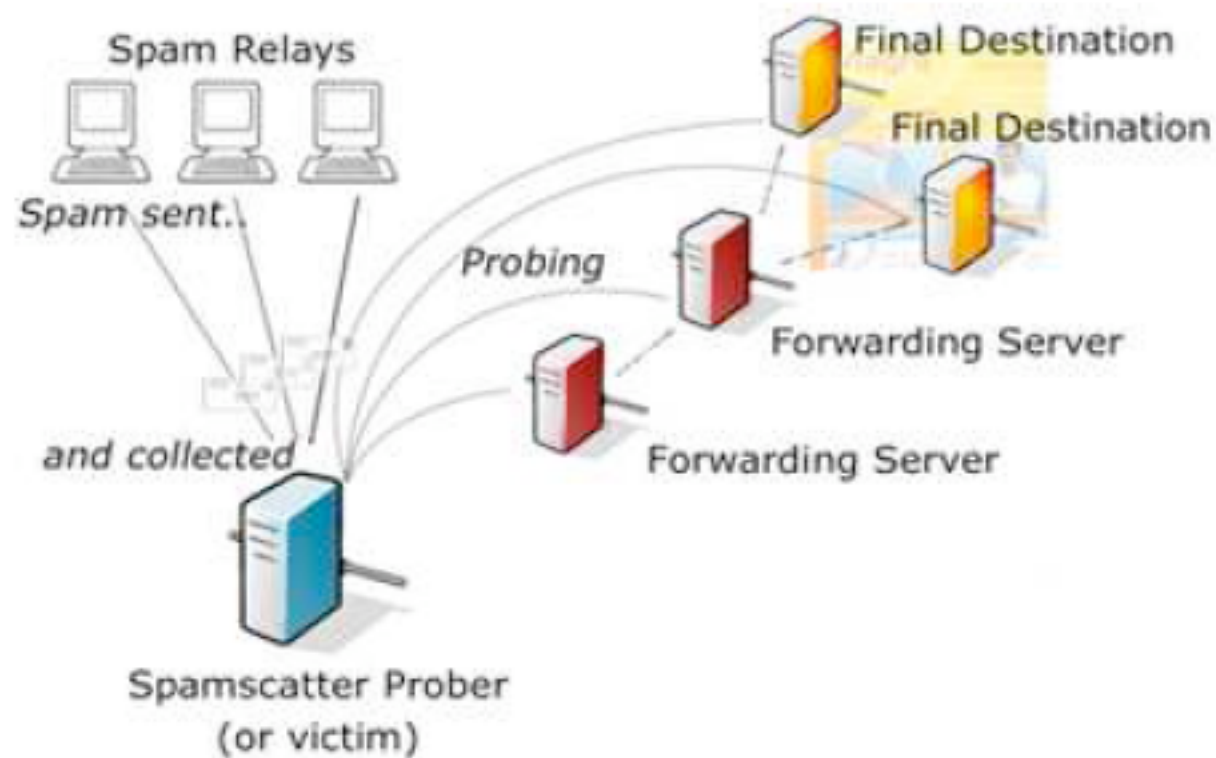 Spam Relays
Final Destination
Final Destination
Spam sent..
Probing
Forwarding Server
and collected
Forwarding Server
Spamscatter Prober
(or victim)